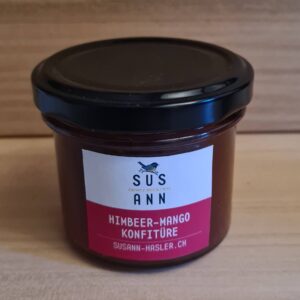 SUS
ANN
HIMBEER-MANGO
KONFITÜRE
SUSANN-HASLER.CH